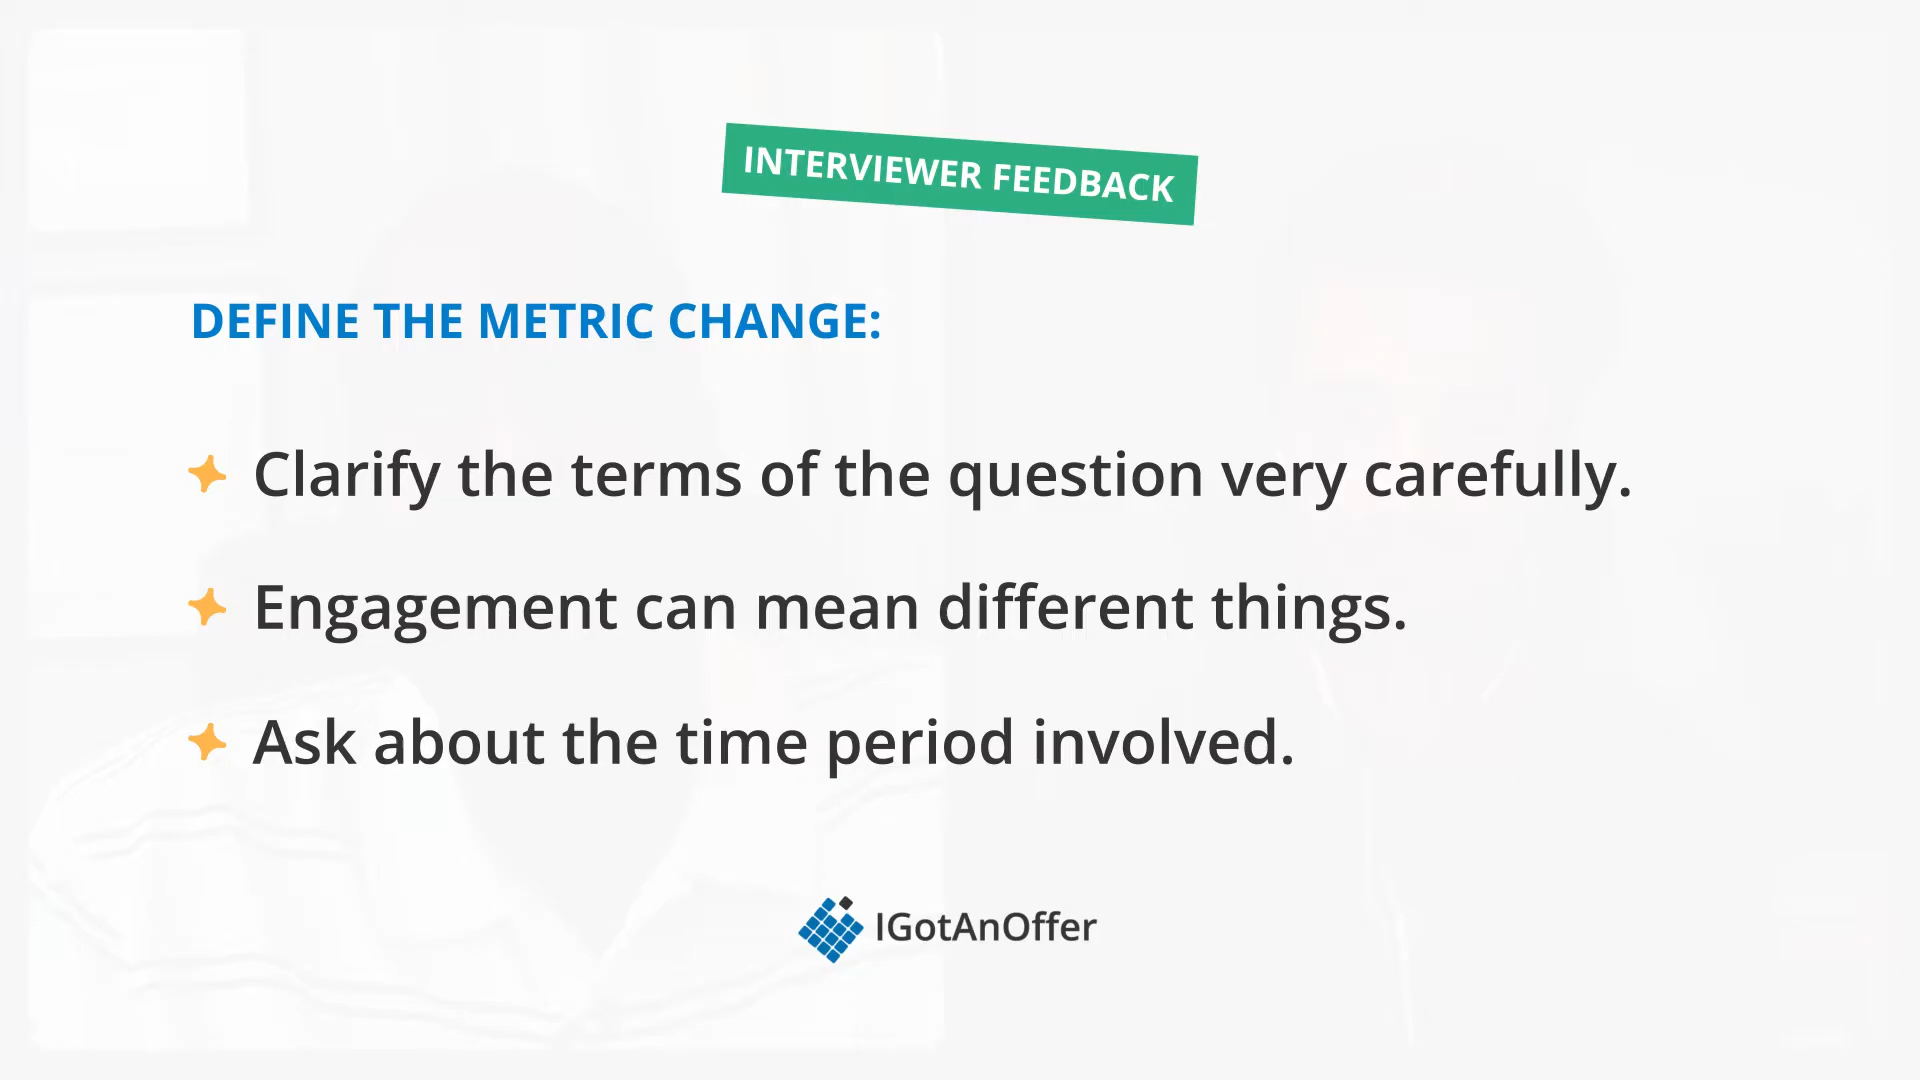 INTERVIEWER FEEDBACK
DEFINE THE METRIC CHANGE:
Clarify the terms of the question very carefully.
Engagement can mean different things.
Ask about the time period involved.
IGotAnOffer